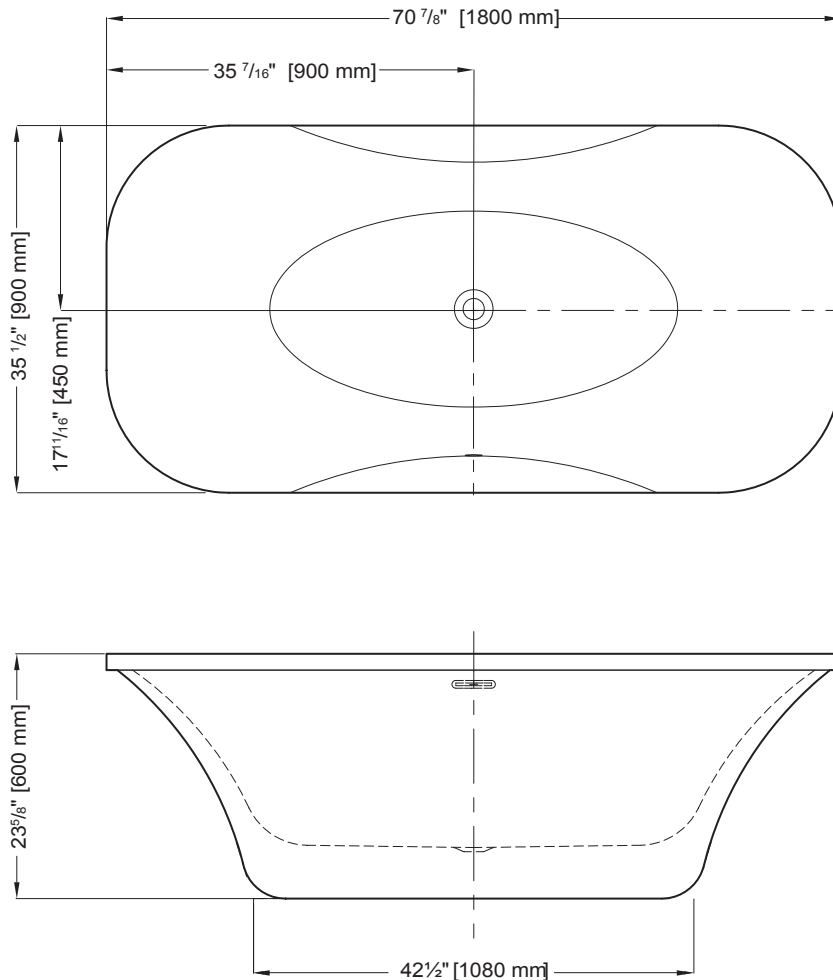 70 7/8" [1800 mm]
35 7/16" [900 mm]
35 1/2" [900 mm]
17 11/16" [450 mm]
23 5/8" [600 mm]
42½" [1080 mm]